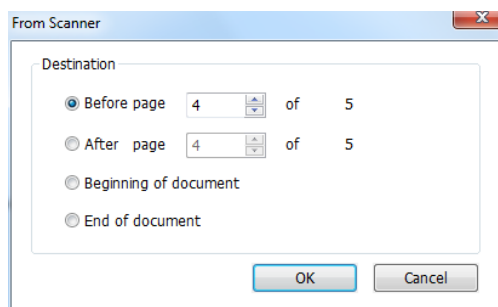 From Scanner
Destination
Before page 4 of 5
After page 4 of 5
Beginning of document
End of document
OK Cancel